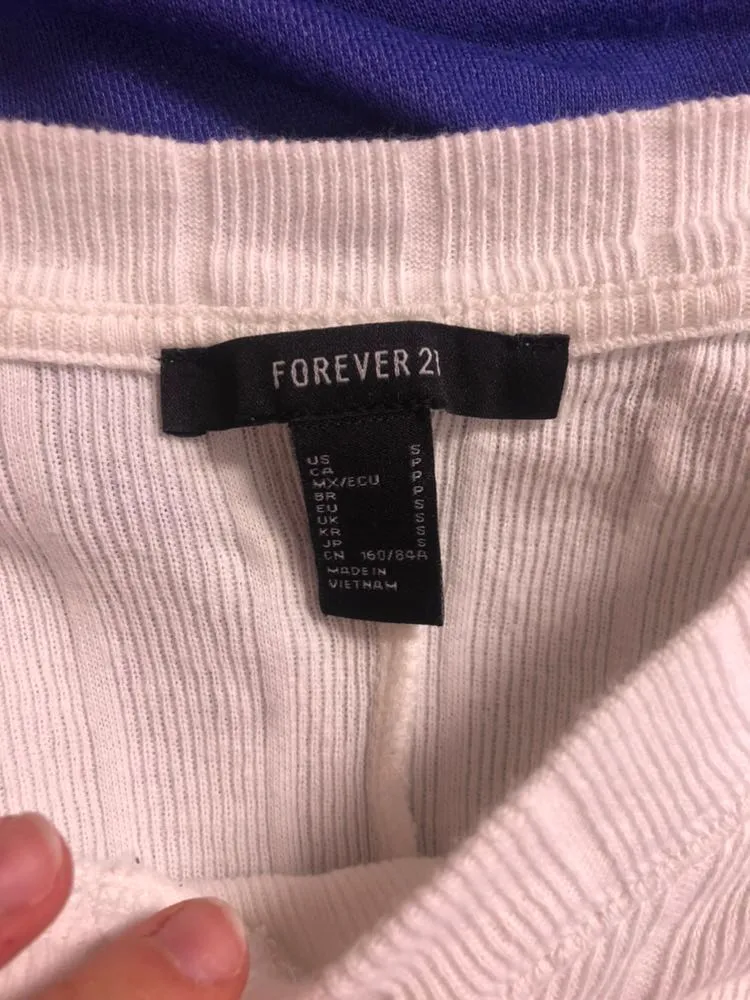 FOREVER 21
US S
CA P
MX/ECU P
BR P
EU S
UK S
KR S
JP S
CN 160/84A
MADE IN
VIETNAM